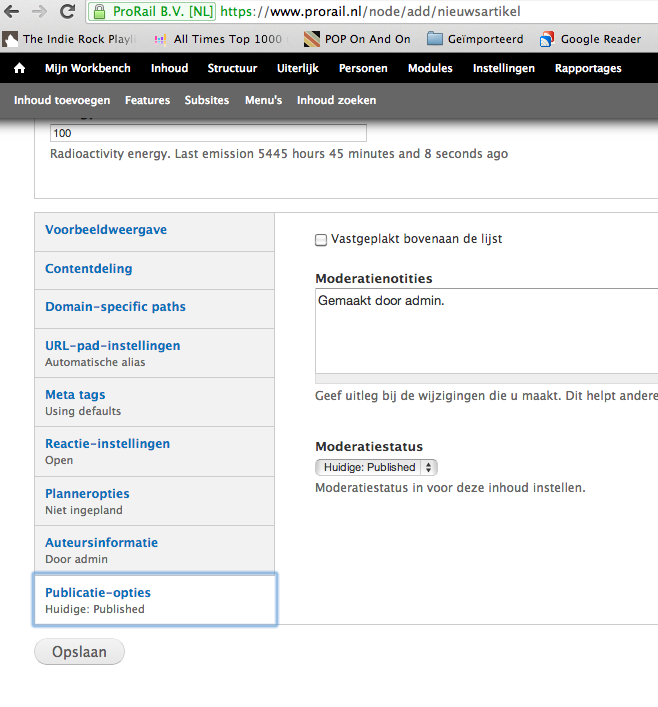 ProRail B.V. [NL] https://www.prorail.nl/node/add/nieuwsartikel
The Indie Rock Playli All Times Top 1000 POP On And On Geïmporteerd Google Reader
Mijn Workbench Inhoud Structuur Uiterlijk Personen Modules Instellingen Rapportages
Inhoud toevoegen Features Subsites Menu's Inhoud zoeken
100
Radioactivity energy. Last emission 5445 hours 45 minutes and 8 seconds ago
Voorbeeldweergave
Contentdeling
Domain-specific paths
URL-pad-instellingen
Automatische alias
Meta tags
Using defaults
Reactie-instellingen
Open
Planneropties
Niet ingepland
Auteursinformatie
Door admin
Publicatie-opties
Huidige: Published
Vastgeplakt bovenaan de lijst
Moderatienotities
Gemaakt door admin.
Geef uitleg bij de wijzigingen die u maakt. Dit helpt andere
Moderatiestatus
Huidige: Published
Moderatiestatus in voor deze inhoud instellen.
Opslaan